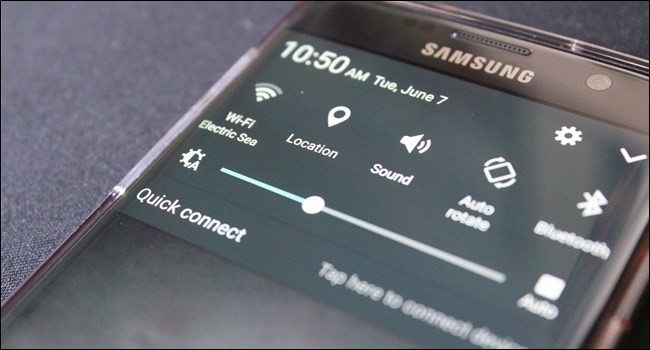 SAMSUNG
10:50 AM Tue, June 7
Wi-Fi
Electric Sea
Location
Sound
Auto
rotate
Bluetooth
A
Auto
Quick connect
Tap here to connect